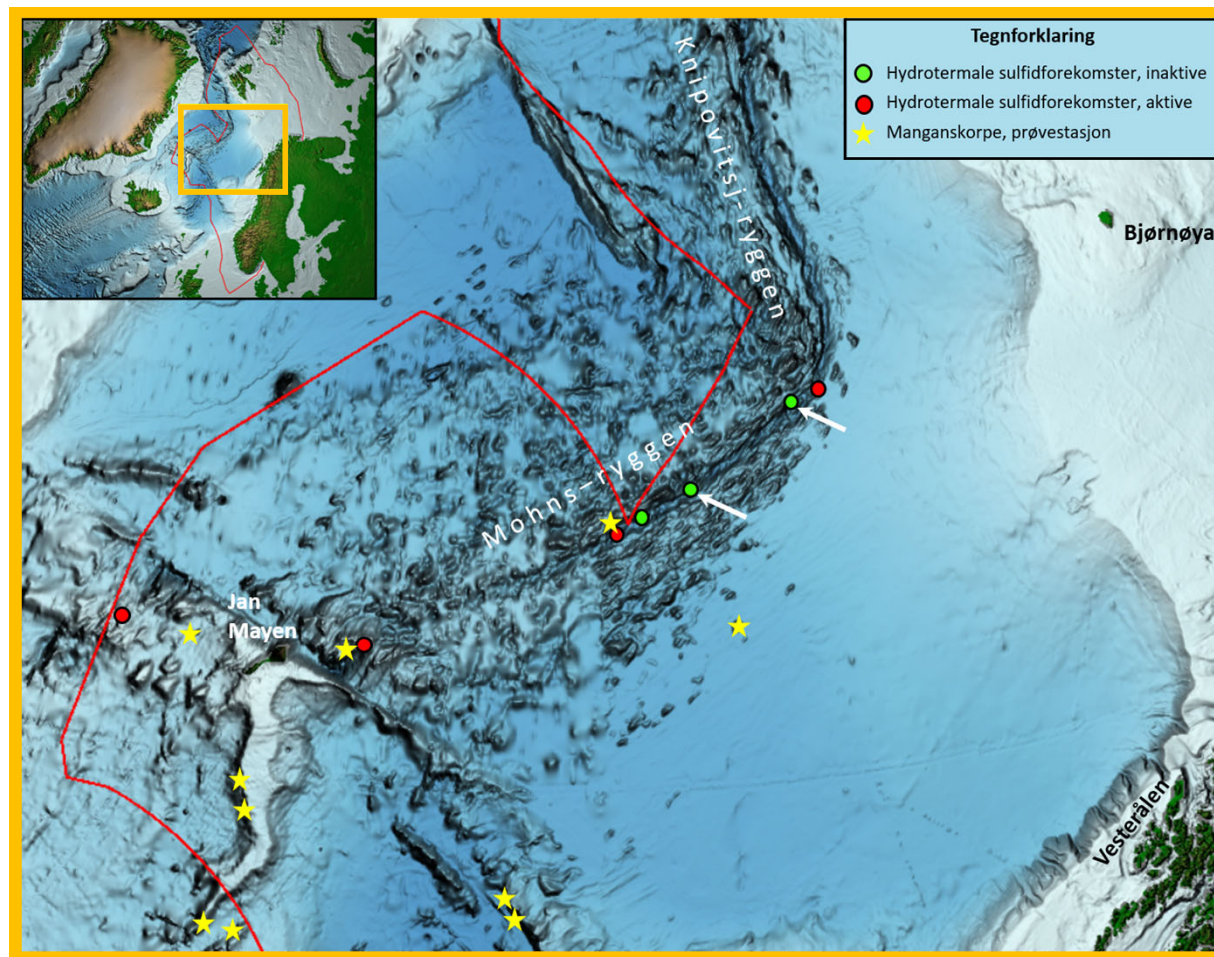 Tegnforklaring
Hydrotermale sulfidforekomster, inaktive
Hydrotermale sulfidforekomster, aktive
Manganskorpe, prøvestasjon
Knipovitsj-ryggen
Bjørnøya
Mohns-ryggen
Jan
Mayen
Vesterålen